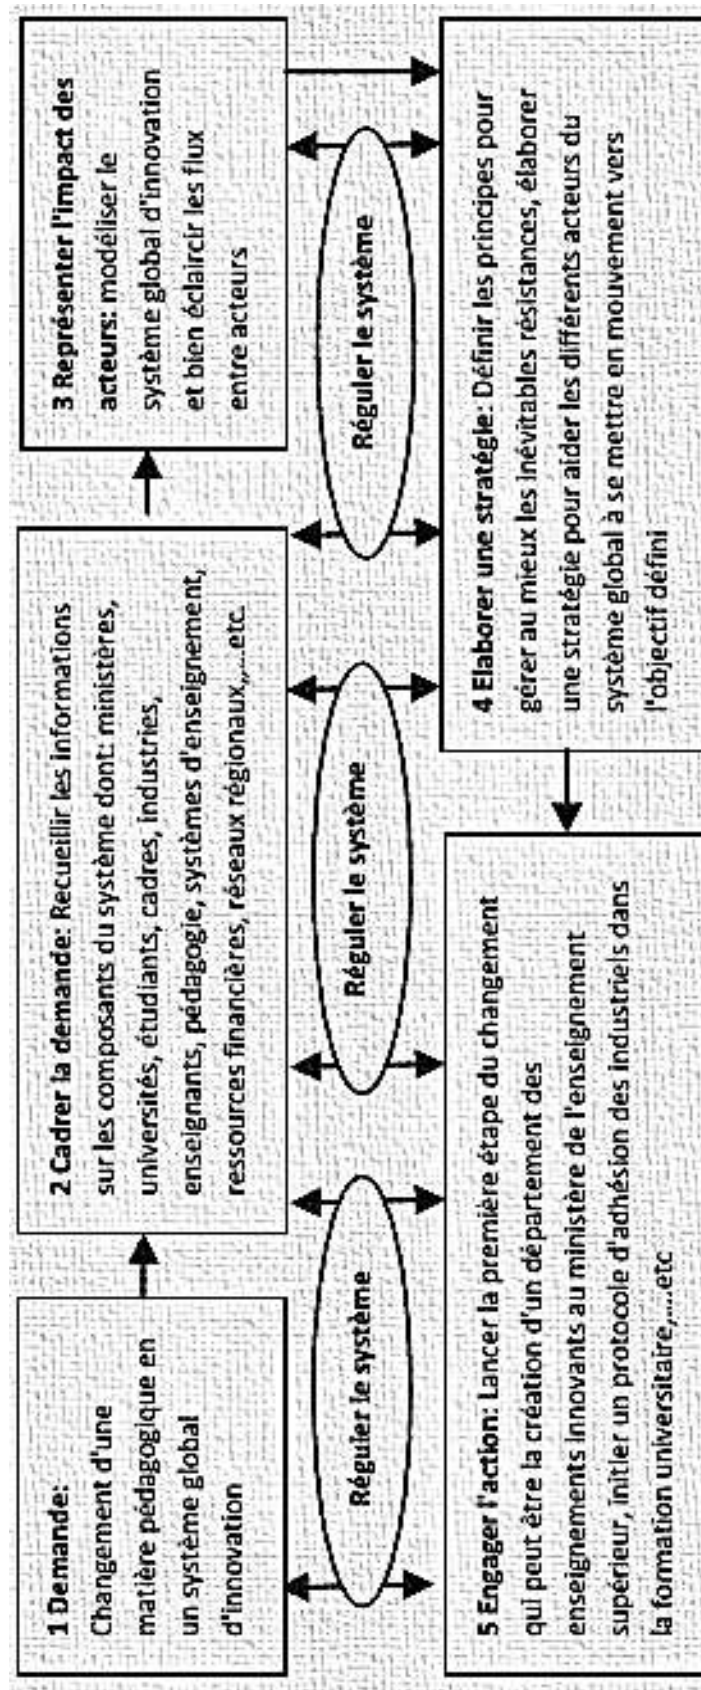 1 Demande:
Changement d'une
matière pédagogique en
un système global
d'innovation
2 Cadrer la demande: Recueillir les informations
sur les composants du système dont: ministères,
universités, étudiants, cadres, industries,
enseignants, pédagogie, systèmes d'enseignement,
ressources financières, réseaux régionaux,,...etc.
3 Représenter l'impact des
acteurs: modéliser le
système global d'innovation
et bien éclaircir les flux
entre acteurs
Réguler le système
Réguler le système
Réguler le système
5 Engager l'action: Lancer la première étape du changement
qui peut être la création d'un département des
enseignements innovants au ministère de l'enseignement
supérieur, initier un protocole d'adhésion des industriels dans
la formation universitaire,....etc
4 Elaborer une stratégie: Définir les principes pour
gérer au mieux les inévitables résistances, élaborer
une stratégie pour aider les différents acteurs du
système global à se mettre en mouvement vers
l'objectif défini